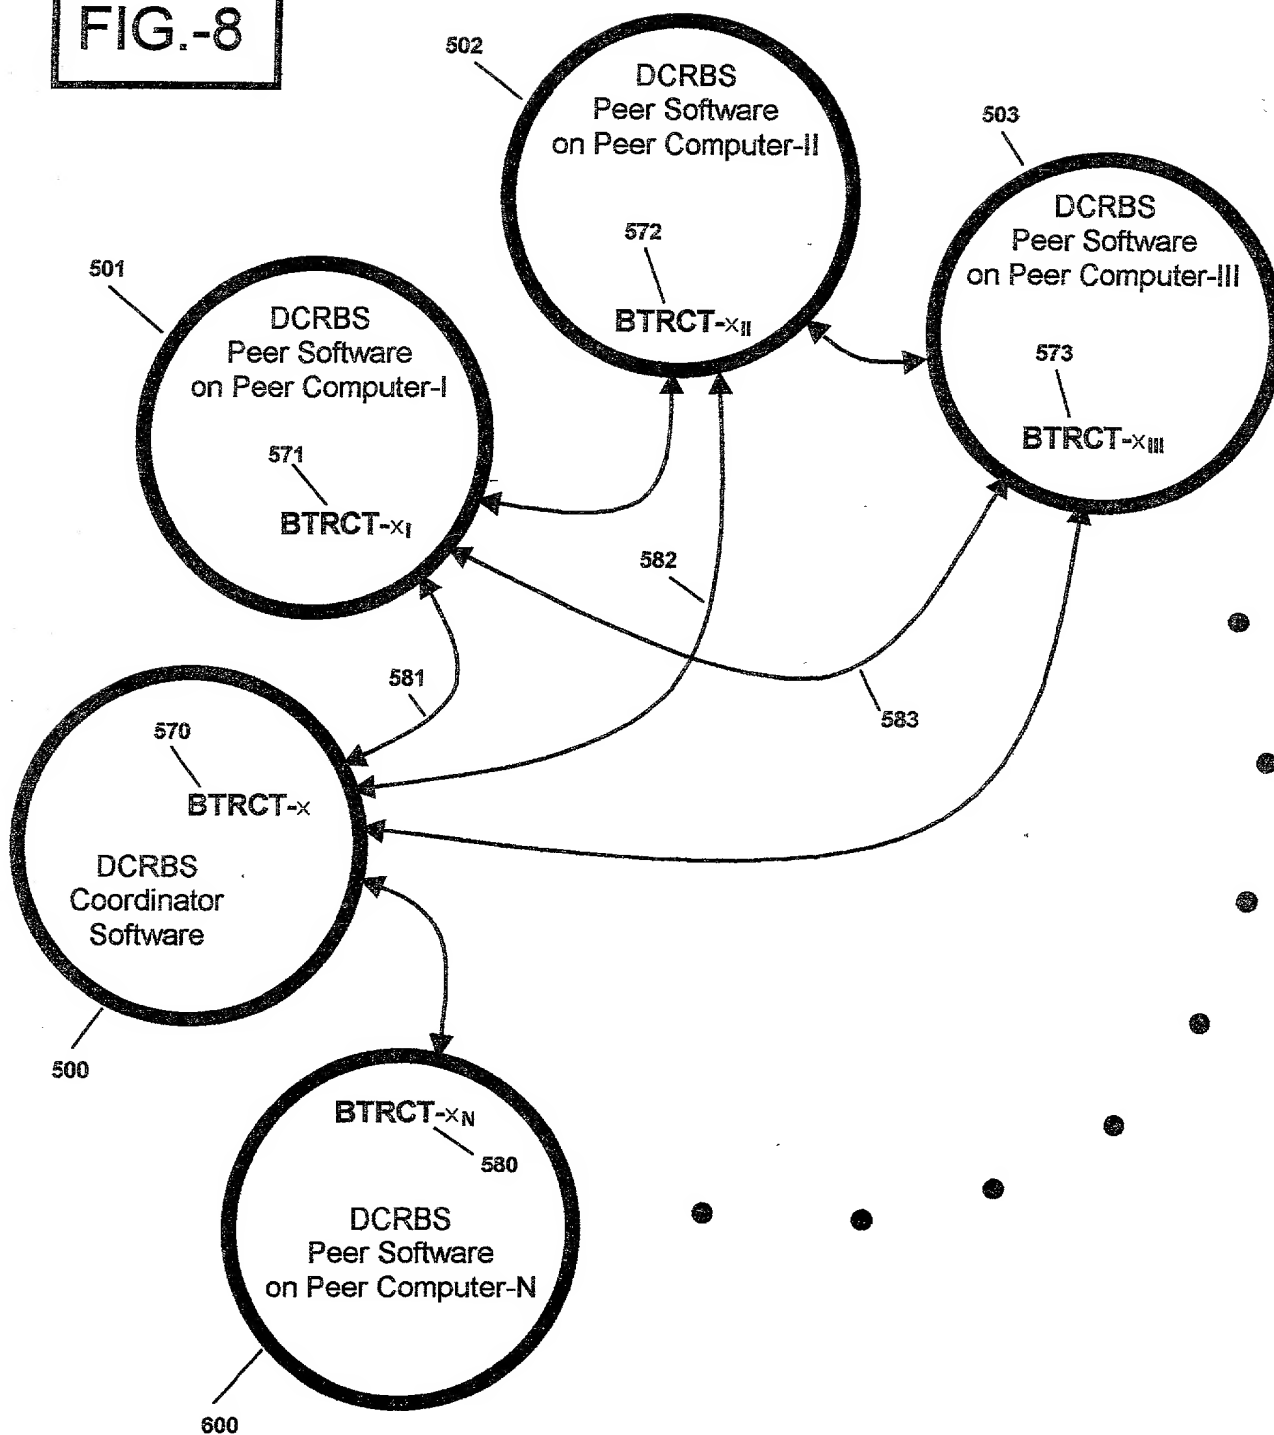 FIG.-8
502
DCRBS
Peer Software
on Peer Computer-II
572
BTRCT-xII
503
DCRBS
Peer Software
on Peer Computer-III
573
BTRCT-xIII
501
DCRBS
Peer Software
on Peer Computer-I
571
BTRCT-xI
582
581
583
570
BTRCT-x
DCRBS
Coordinator
Software
500
BTRCT-xN
580
DCRBS
Peer Software
on Peer Computer-N
600